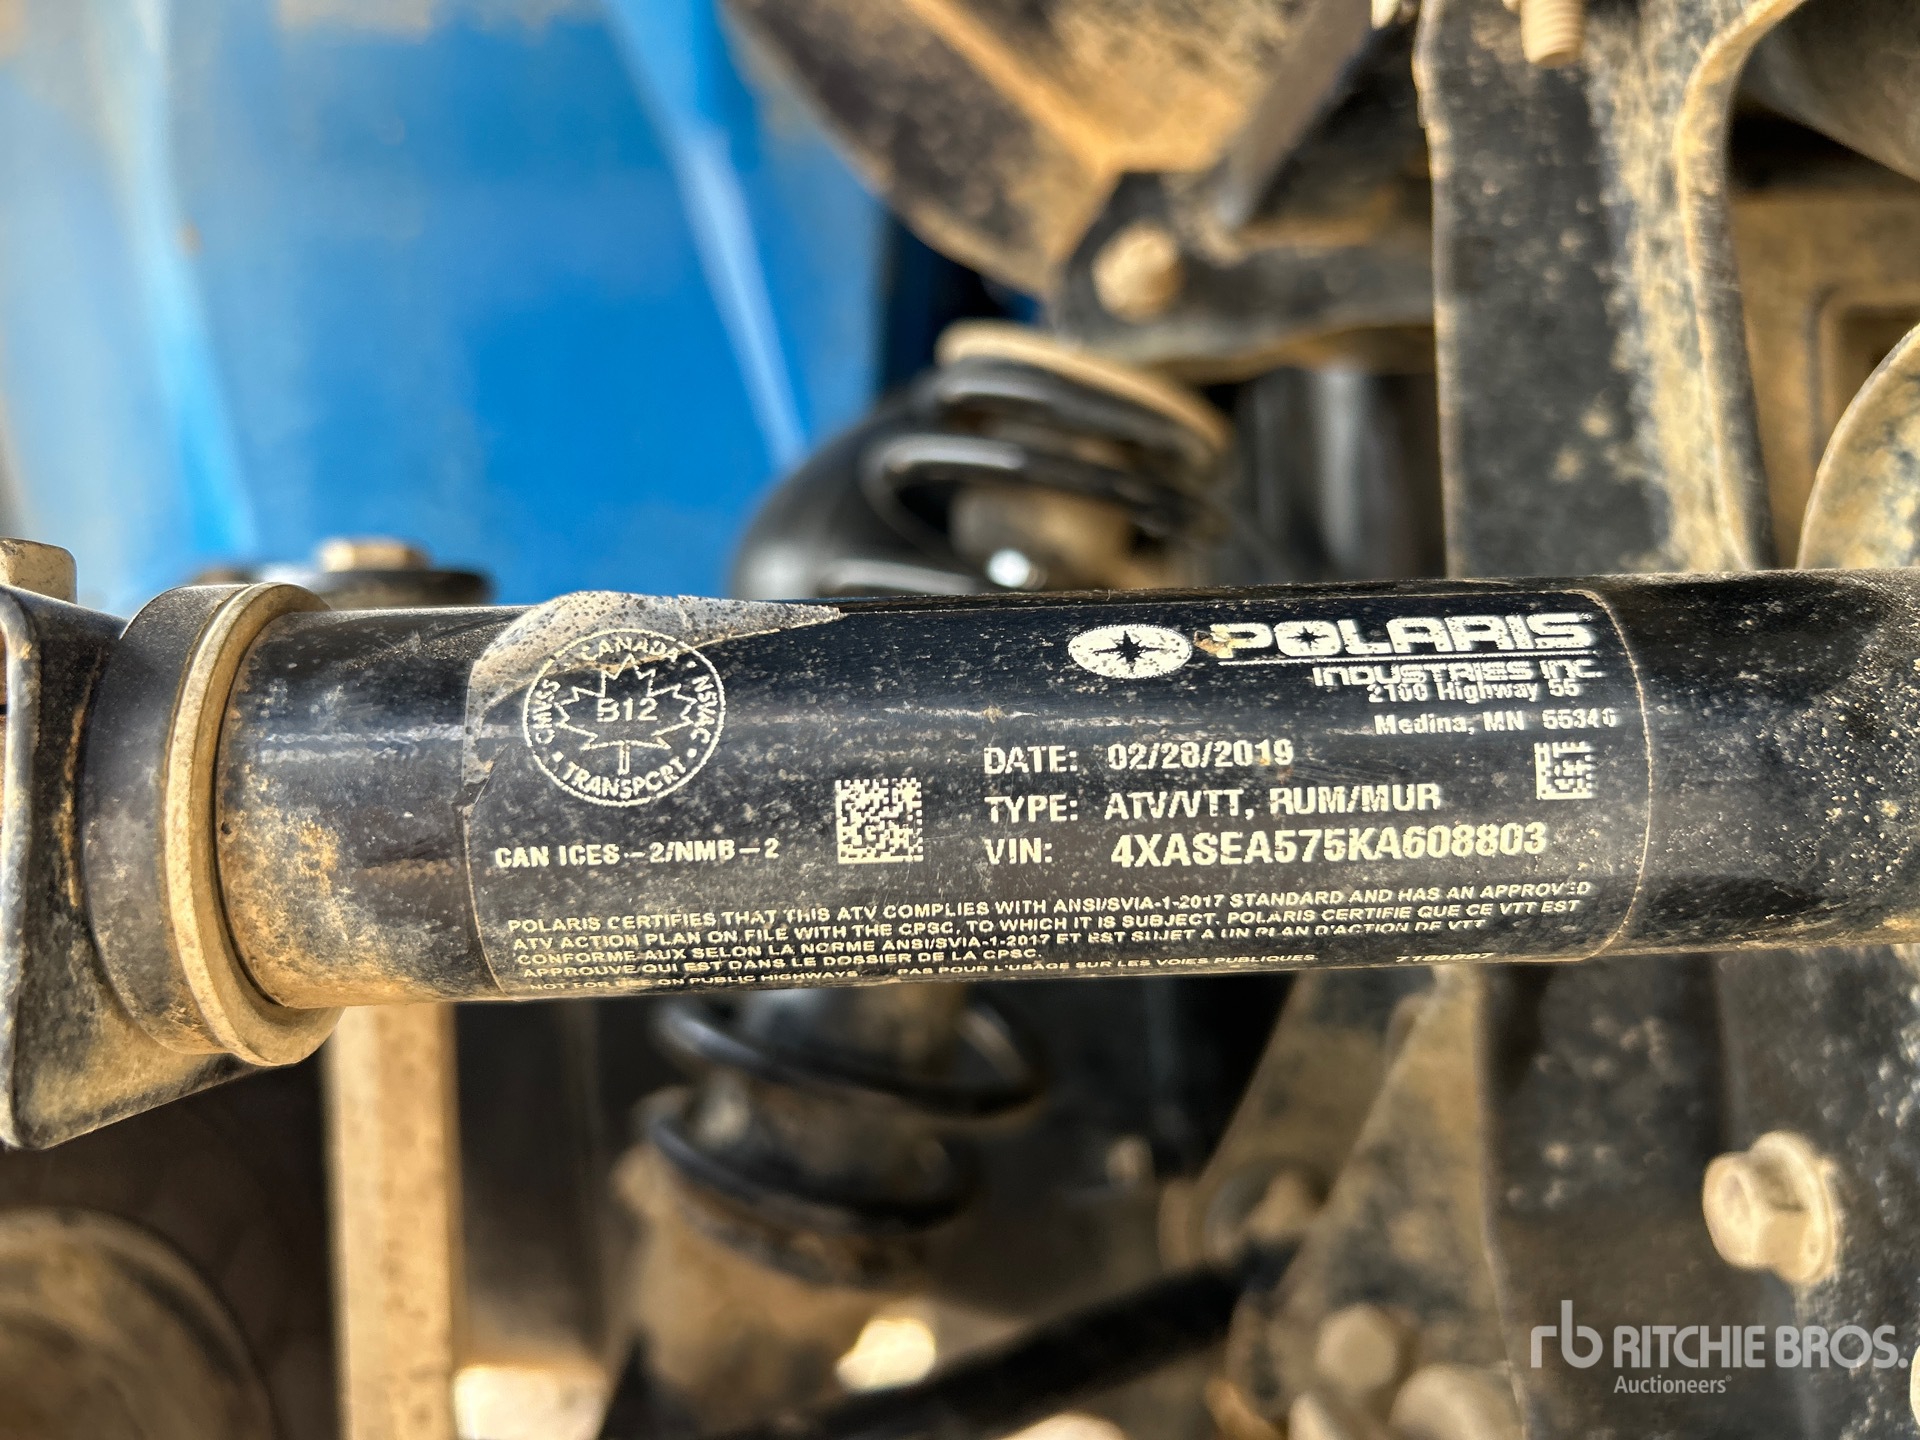 CANADA
CMVSS
NSVAC
B12
TRANSPORT
CAN ICES-2/NMB-2
POLARIS
INDUSTRIES INC.
2100 Highway 55
Medina, MN 55340
DATE: 02/28/2019
TYPE: ATV/VTT, RUM/MUR
VIN: 4XASEA575KA608803
POLARIS CERTIFIES THAT THIS ATV COMPLIES WITH ANSI/SVIA-1-2017 STANDARD AND HAS AN APPROVED
ATV ACTION PLAN ON FILE WITH THE CPSC, TO WHICH IT IS SUBJECT. POLARIS CERTIFIE QUE CE VTT EST
CONFORME AUX SELON LA NORME ANSI/SVIA-1-2017 ET EST SUJET A UN PLAN D'ACTION DE VTT
APPROUVE QUI EST DANS LE DOSSIER DE LA CPSC.
NOT FOR USE ON PUBLIC HIGHWAYS PAS POUR L'USAGE SUR LES VOIES PUBLIQUES
rb RITCHIE BROS.
Auctioneers